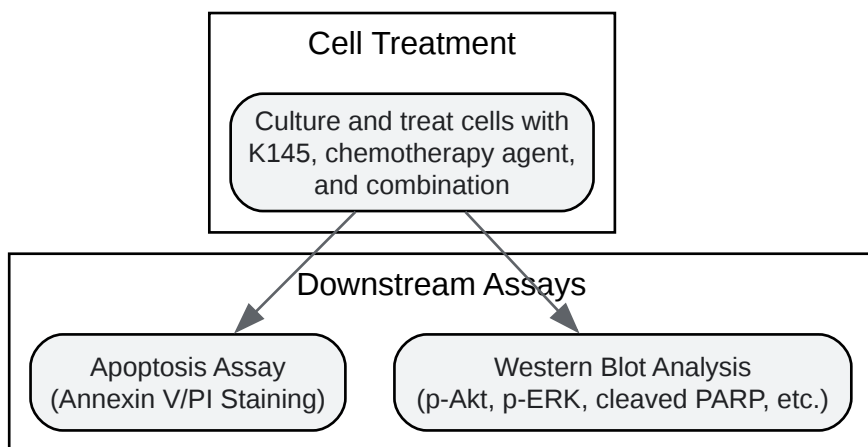 Cell Treatment
Culture and treat cells with
K145, chemotherapy agent,
and combination
Downstream Assays
Apoptosis Assay
(Annexin V/PI Staining)
Western Blot Analysis
(p-Akt, p-ERK, cleaved PARP, etc.)